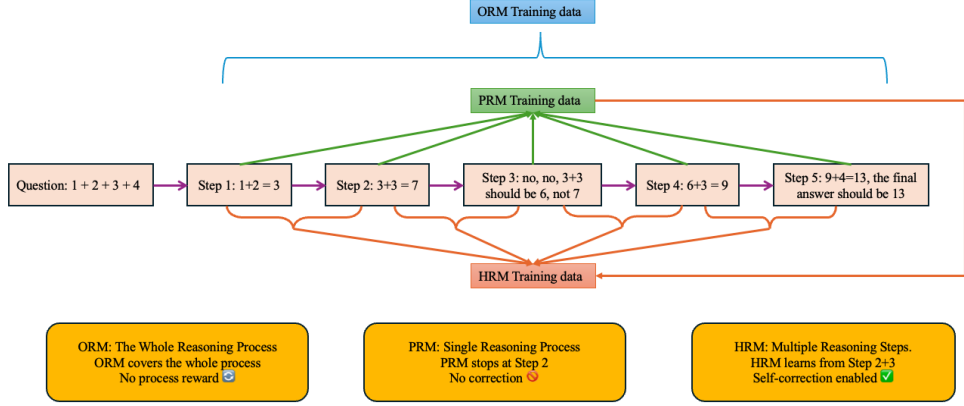 ORM Training data
PRM Training data
Question: 1 + 2 + 3 + 4
Step 1: 1+2 = 3
Step 2: 3+3 = 7
Step 3: no, no, 3+3
should be 6, not 7
Step 4: 6+3 = 9
Step 5: 9+4=13, the final
answer should be 13
HRM Training data
ORM: The Whole Reasoning Process
ORM covers the whole process
No process reward 🔄
PRM: Single Reasoning Process
PRM stops at Step 2
No correction 🚫
HRM: Multiple Reasoning Steps.
HRM learns from Step 2+3
Self-correction enabled ✅